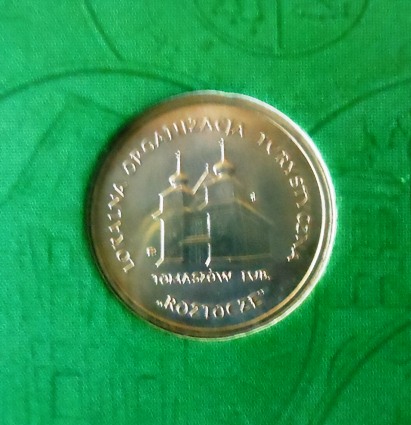 LOKALNA ORGANIZACJA TURYSTYCZNA
TOMASZÓW LUB.
„ROZTOCZE”